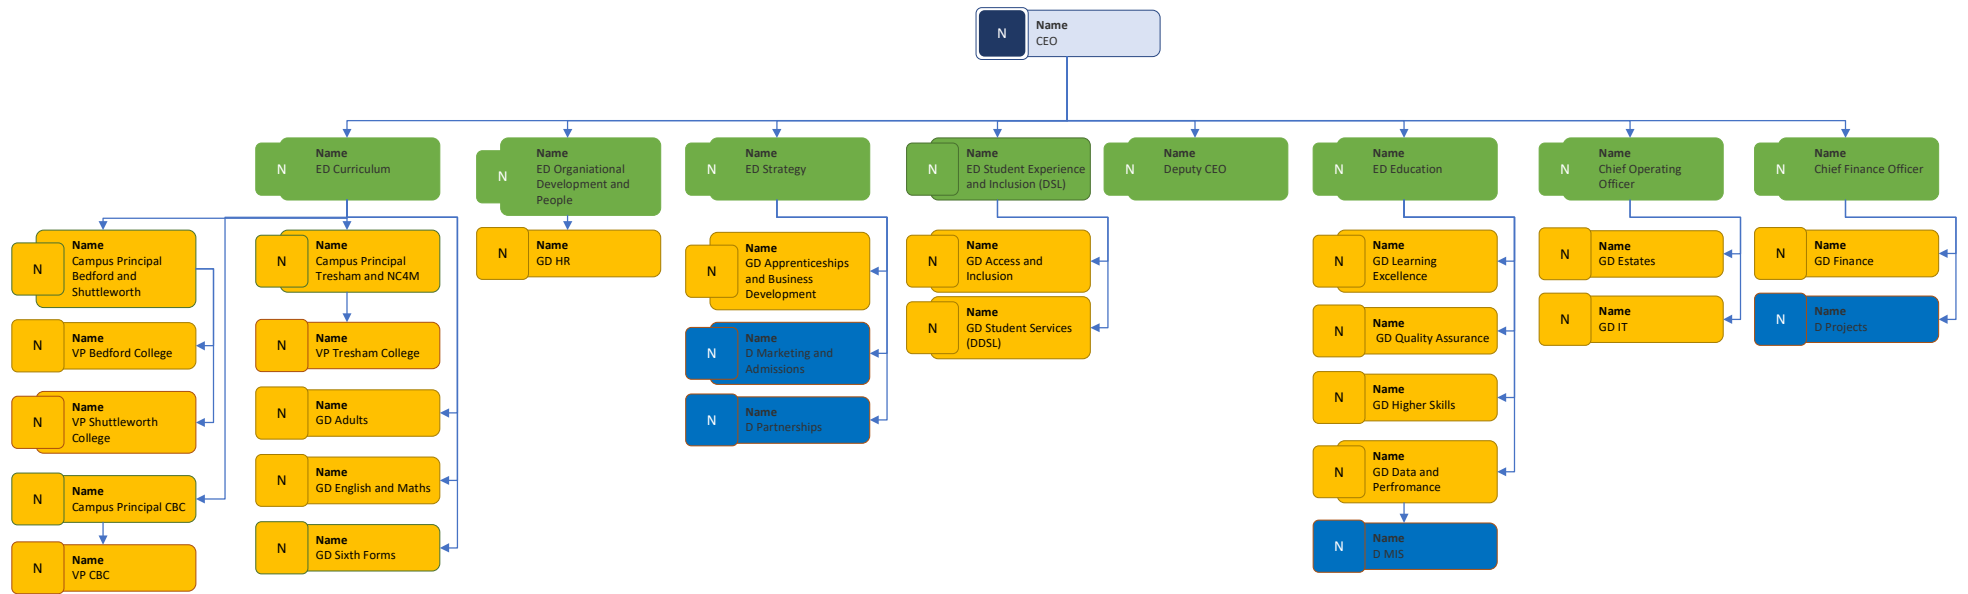 N
Name
CEO
N
Name
ED Curriculum
N
Name
ED Organiational
Development and
People
N
Name
ED Strategy
N
Name
ED Student Experience
and Inclusion (DSL)
N
Name
Deputy CEO
N
Name
ED Education
N
Name
Chief Operating
Officer
N
Name
Chief Finance Officer
N
Name
Campus Principal
Bedford and
Shuttleworth
N
Name
VP Bedford College
N
Name
VP Shuttleworth
College
N
Name
Campus Principal CBC
N
Name
VP CBC
N
Name
Campus Principal
Tresham and NC4M
N
Name
VP Tresham College
N
Name
GD Adults
N
Name
GD English and Maths
N
Name
GD Sixth Forms
N
Name
GD HR
N
Name
GD Apprenticeships
and Business
Development
N
Name
D Marketing and
Admissions
N
Name
D Partnerships
N
Name
GD Access and
Inclusion
N
Name
GD Student Services
(DDSL)
N
Name
GD Learning
Excellence
N
Name
GD Quality Assurance
N
Name
GD Higher Skills
N
Name
GD Data and
Perfromance
N
Name
D MIS
N
Name
GD Estates
N
Name
GD IT
N
Name
GD Finance
N
Name
D Projects